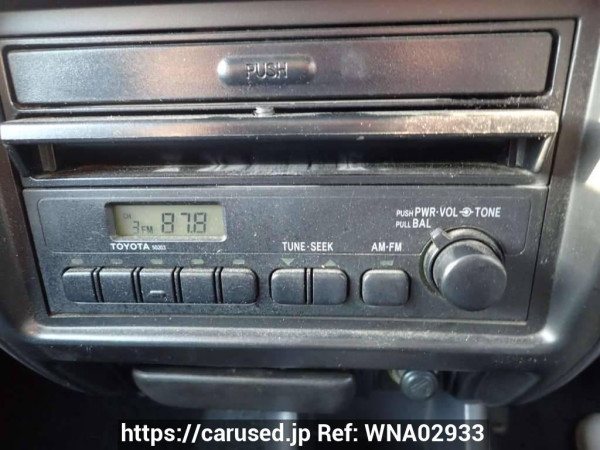 PUSH
3 FM 87.8
TOYOTA
TUNE·SEEK
AM·FM
PUSH PWR·VOL TONE
PULL BAL
https://carused.jp Ref: WNA02933